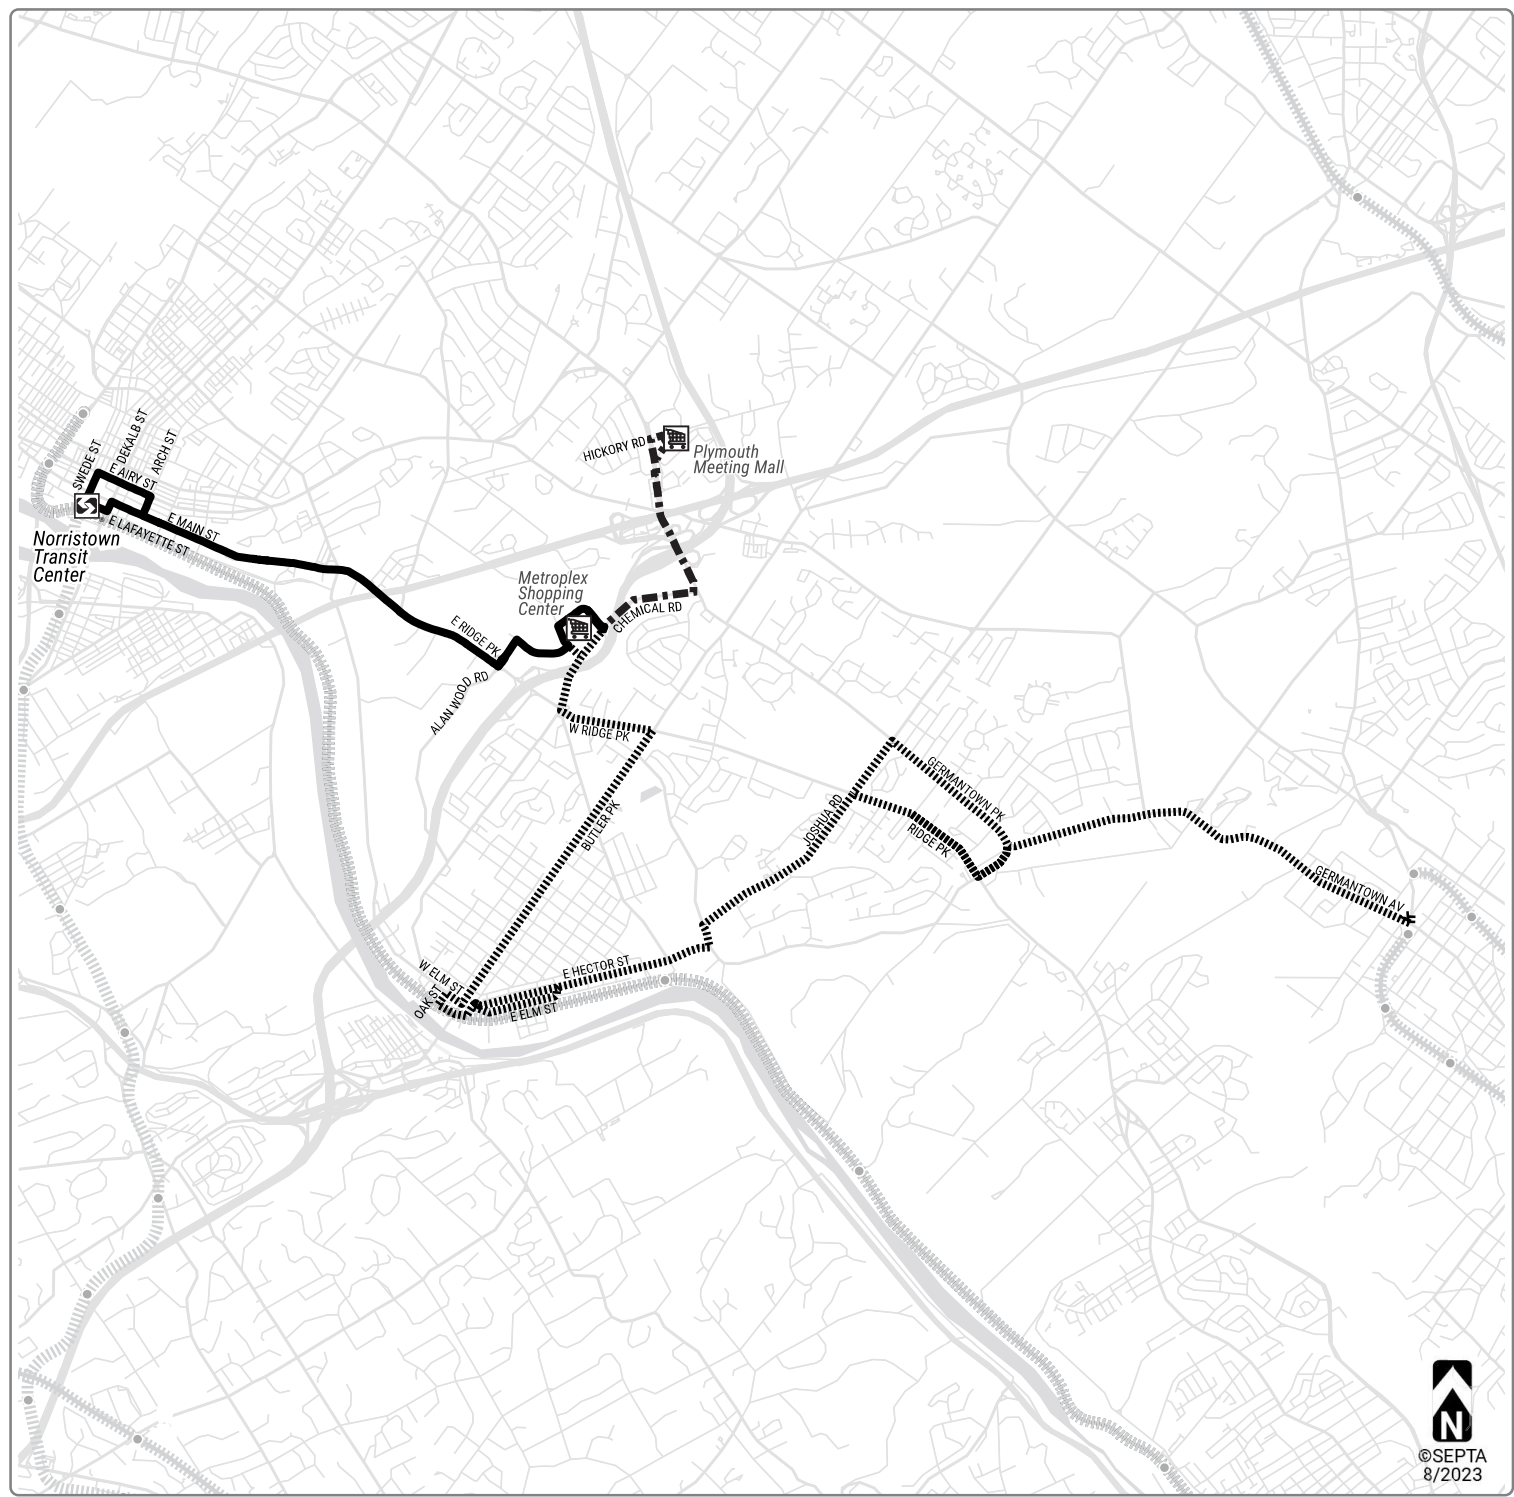 HICKORY RD
Plymouth
Meeting Mall
SWEDE ST
DEKALB ST
ARCH ST
E AIRY ST
E MAIN ST
E LAFAYETTE ST
Norristown
Transit
Center
Metroplex
Shopping
Center
CHEMICAL RD
E RIDGE PK
ALAN WOOD RD
W RIDGE PK
BUTLER PK
GERMANTOWN PK
JOSHUA RD
RIDGE PK
GERMANTOWN AV
W ELM ST
OAK ST
E HECTOR ST
E ELM ST
N
©SEPTA
8/2023